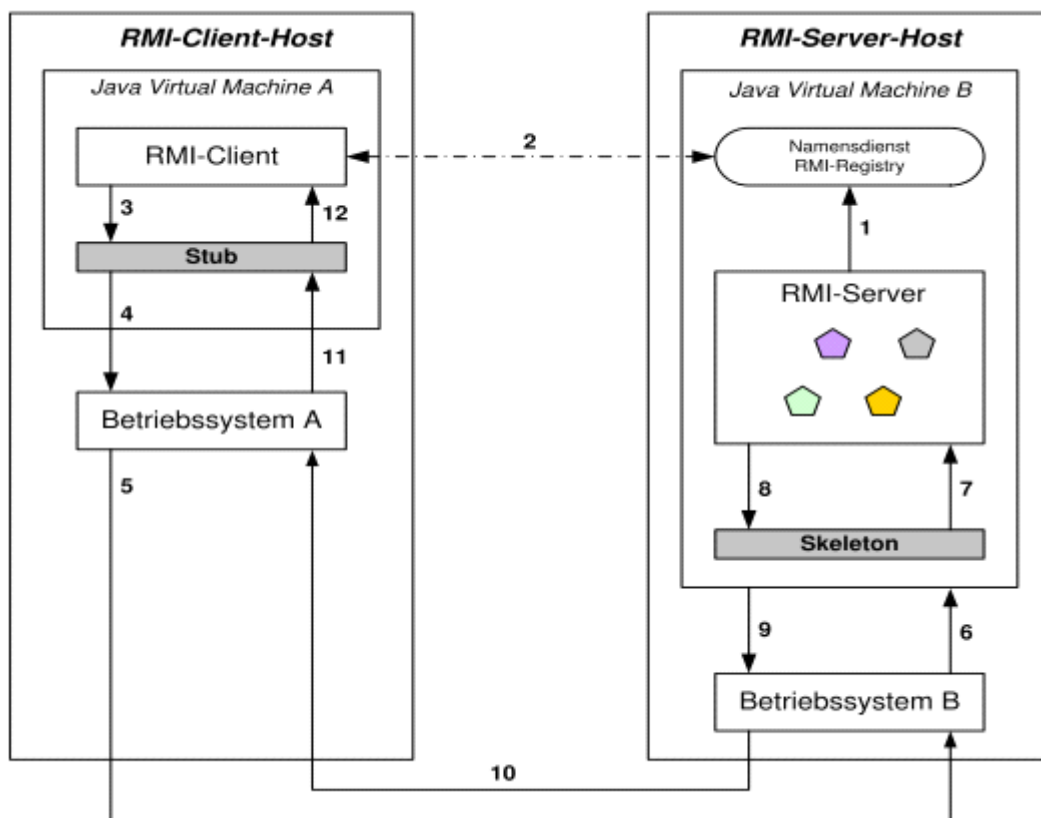 RMI-Client-Host
Java Virtual Machine A
RMI-Client
3
12
Stub
4
11
Betriebssystem A
5
2
10
RMI-Server-Host
Java Virtual Machine B
Namensdienst
RMI-Registry
1
RMI-Server
8
7
Skeleton
9
6
Betriebssystem B